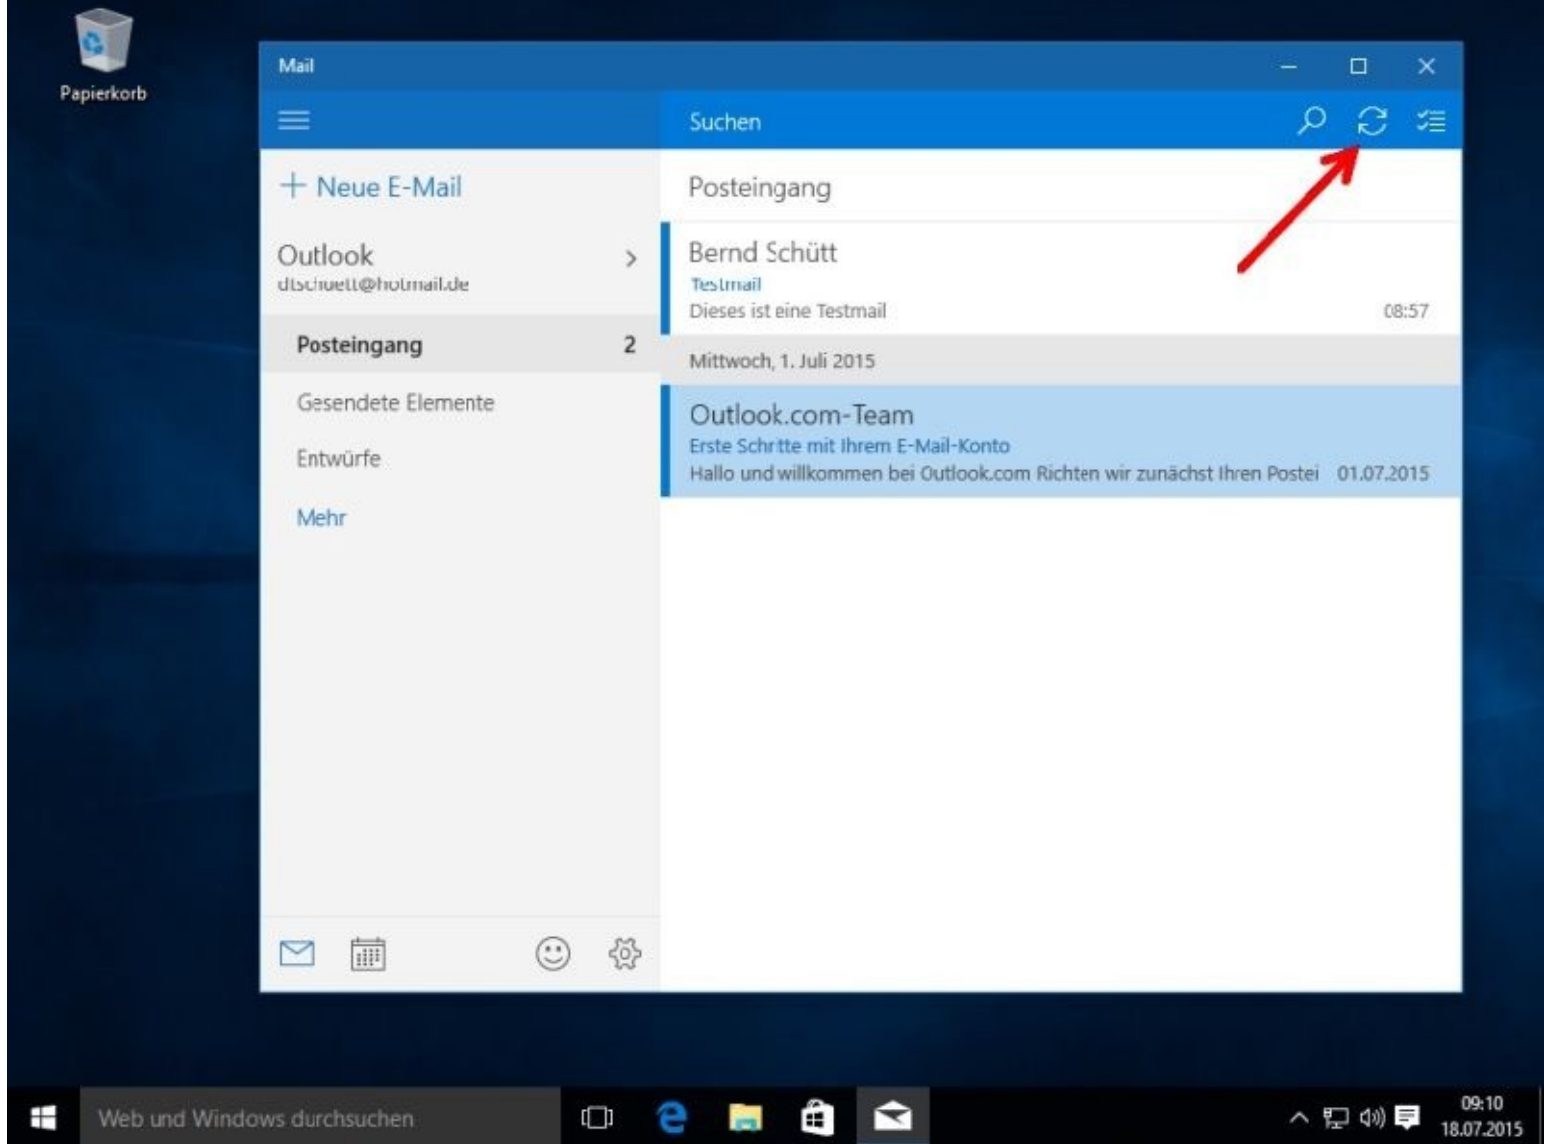 Papierkorb
Mail
Suchen
Neue E-Mail
Posteingang
Outlook
dtschuett@hotmail.de
Bernd Schütt
Testmail
Dieses ist eine Testmail 08:57
Posteingang 2
Mittwoch, 1. Juli 2015
Gesendete Elemente
Outlook.com-Team
Erste Schritte mit Ihrem E-Mail-Konto
Entwürfe
Hallo und willkommen bei Outlook.com Richten wir zunächst Ihren Postei 01.07.2015
Mehr
Web und Windows durchsuchen
09:10
18.07.2015